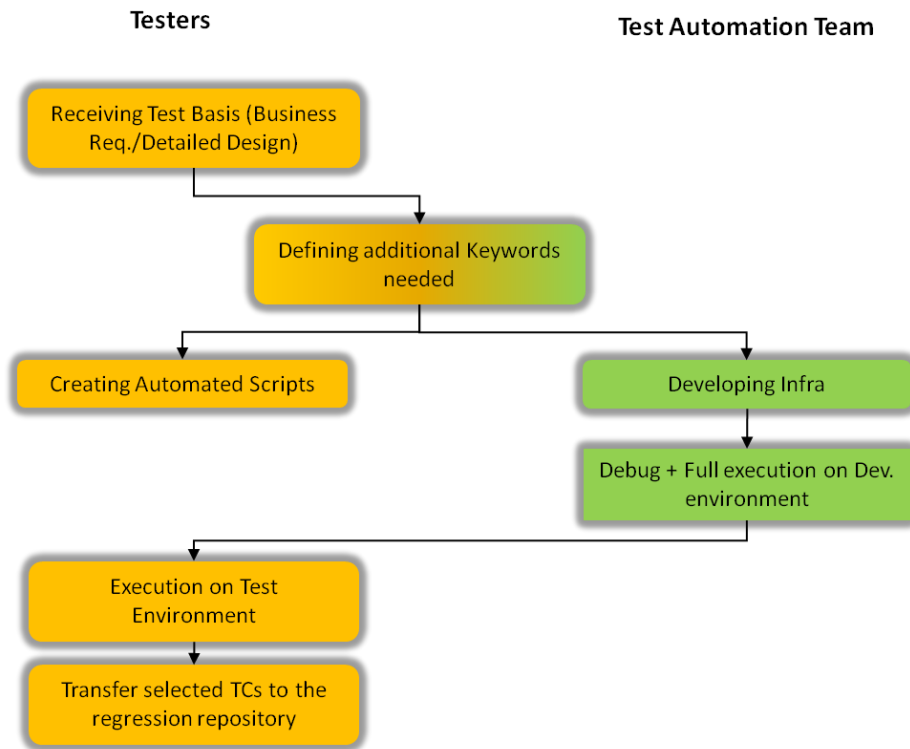 Testers
Test Automation Team
Receiving Test Basis (Business
Req./Detailed Design)
Defining additional Keywords
needed
Creating Automated Scripts
Developing Infra
Debug + Full execution on Dev.
environment
Execution on Test
Environment
Transfer selected TCs to the
regression repository